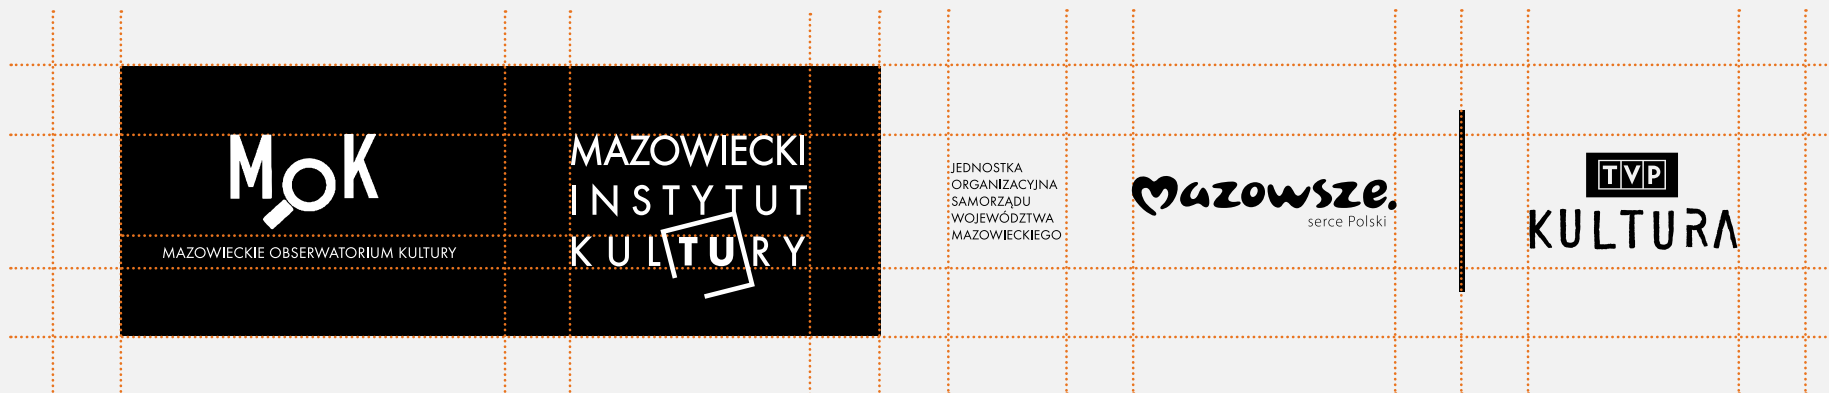 MOK
MAZOWIECKIE OBSERWATORIUM KULTURY
MAZOWIECKI
INSTYTUT
KULTURY
JEDNOSTKA
ORGANIZACYJNA
SAMORZĄDU
WOJEWÓDZTWA
MAZOWIECKIEGO
mazowsze.
serce Polski
TVP
KULTURA